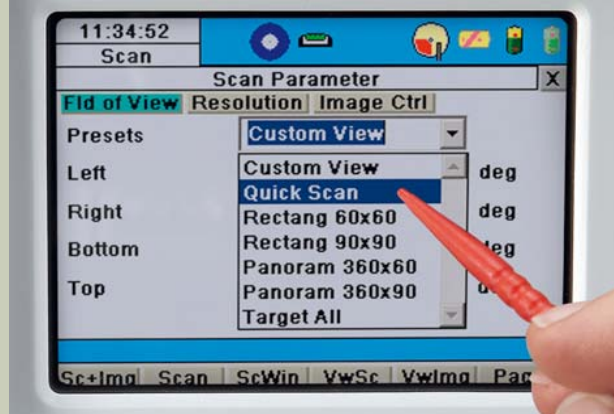 11:34:52
Scan
Scan Parameter X
Fld of View Resolution Image Ctrl
Presets Custom View
Left Custom View deg
Quick Scan
Right Rectang 60x60 deg
Bottom Rectang 90x90 deg
Panoram 360x60
Top Panoram 360x90
Target All
Sc+Img Scan ScWin VwSc VwImg